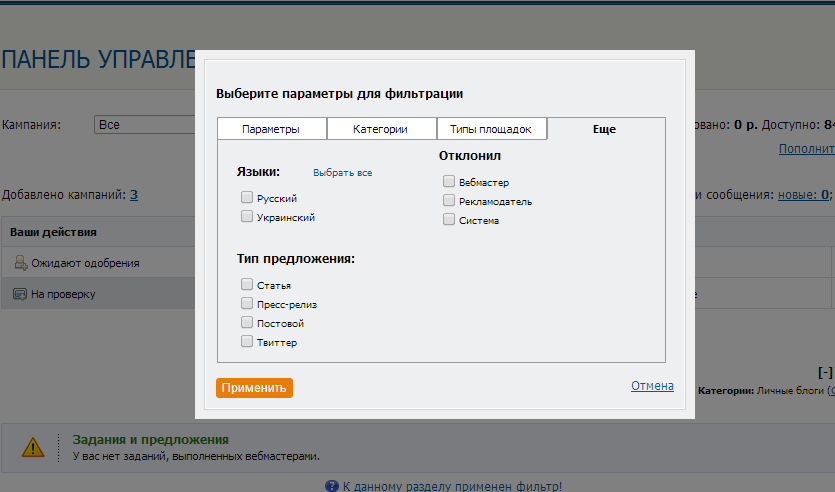 ПАНЕЛЬ УПРАВЛЕ
Выберите параметры для фильтрации
Кампания:
Все
Параметры
Категории
Типы площадок
Еще
овано: 0 р. Доступно: 84
Пополнит
Языки:
Выбрать все
Русский
Украинский
Отклонил
Вебмастер
Рекламодатель
Система
Добавлено кампаний: 3
и сообщения: новые: 0;
Ваши действия
Ожидают одобрения
На проверку
е
Тип предложения:
Статья
Пресс-релиз
Постовой
Твиттер
Применить
Отмена
[-]
Категории: Личные блоги (
Задания и предложения
У вас нет заданий, выполненных вебмастерами.
К данному разделу применен фильтр!